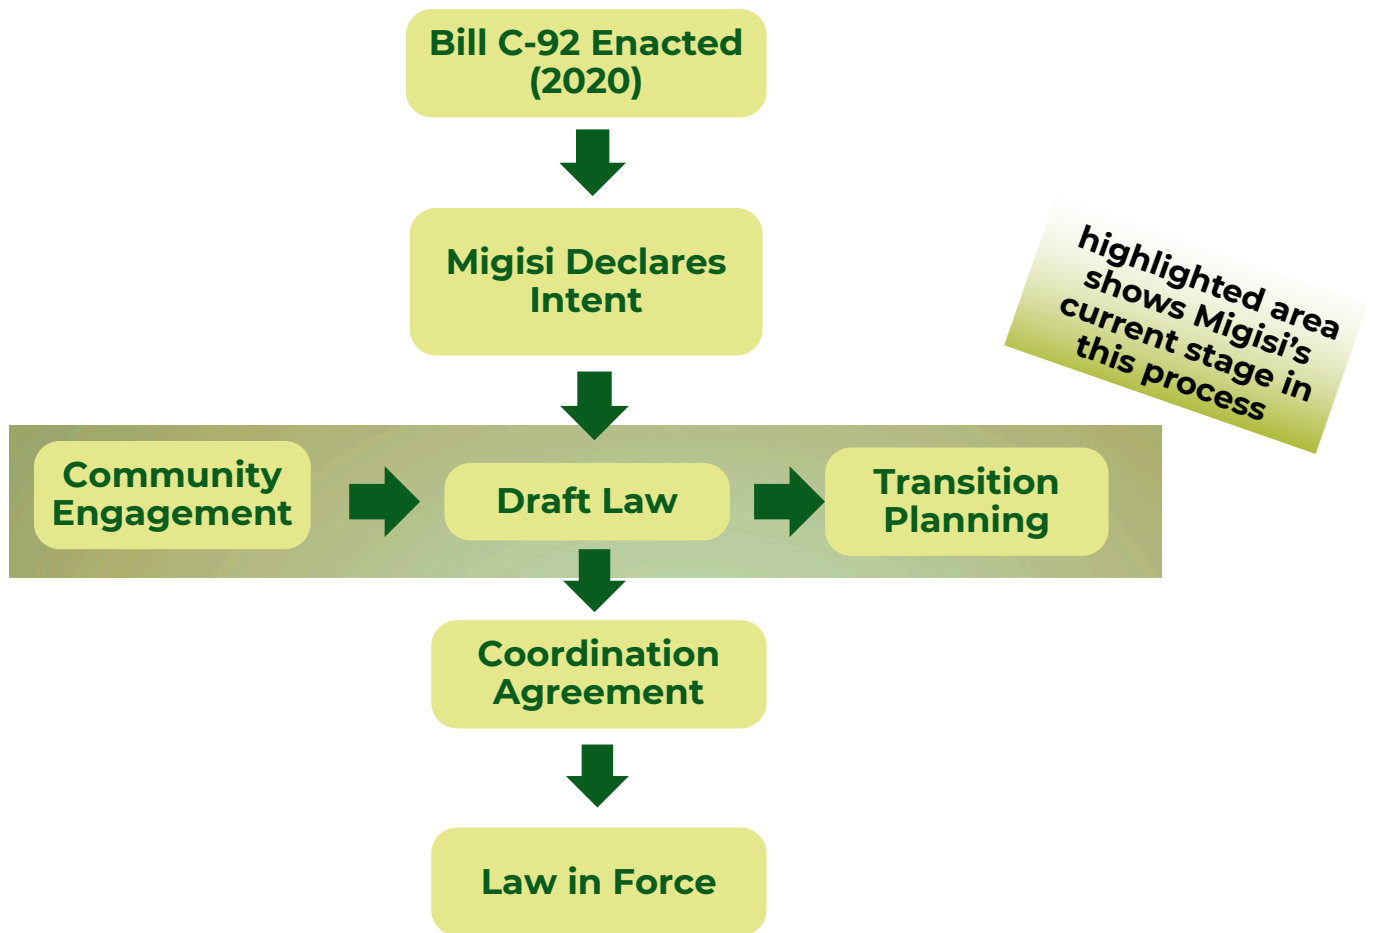 Bill C-92 Enacted
(2020)
Migisi Declares
Intent
highlighted area
shows Migisi’s
current stage in
this process
Community
Engagement
Draft Law
Transition
Planning
Coordination
Agreement
Law in Force